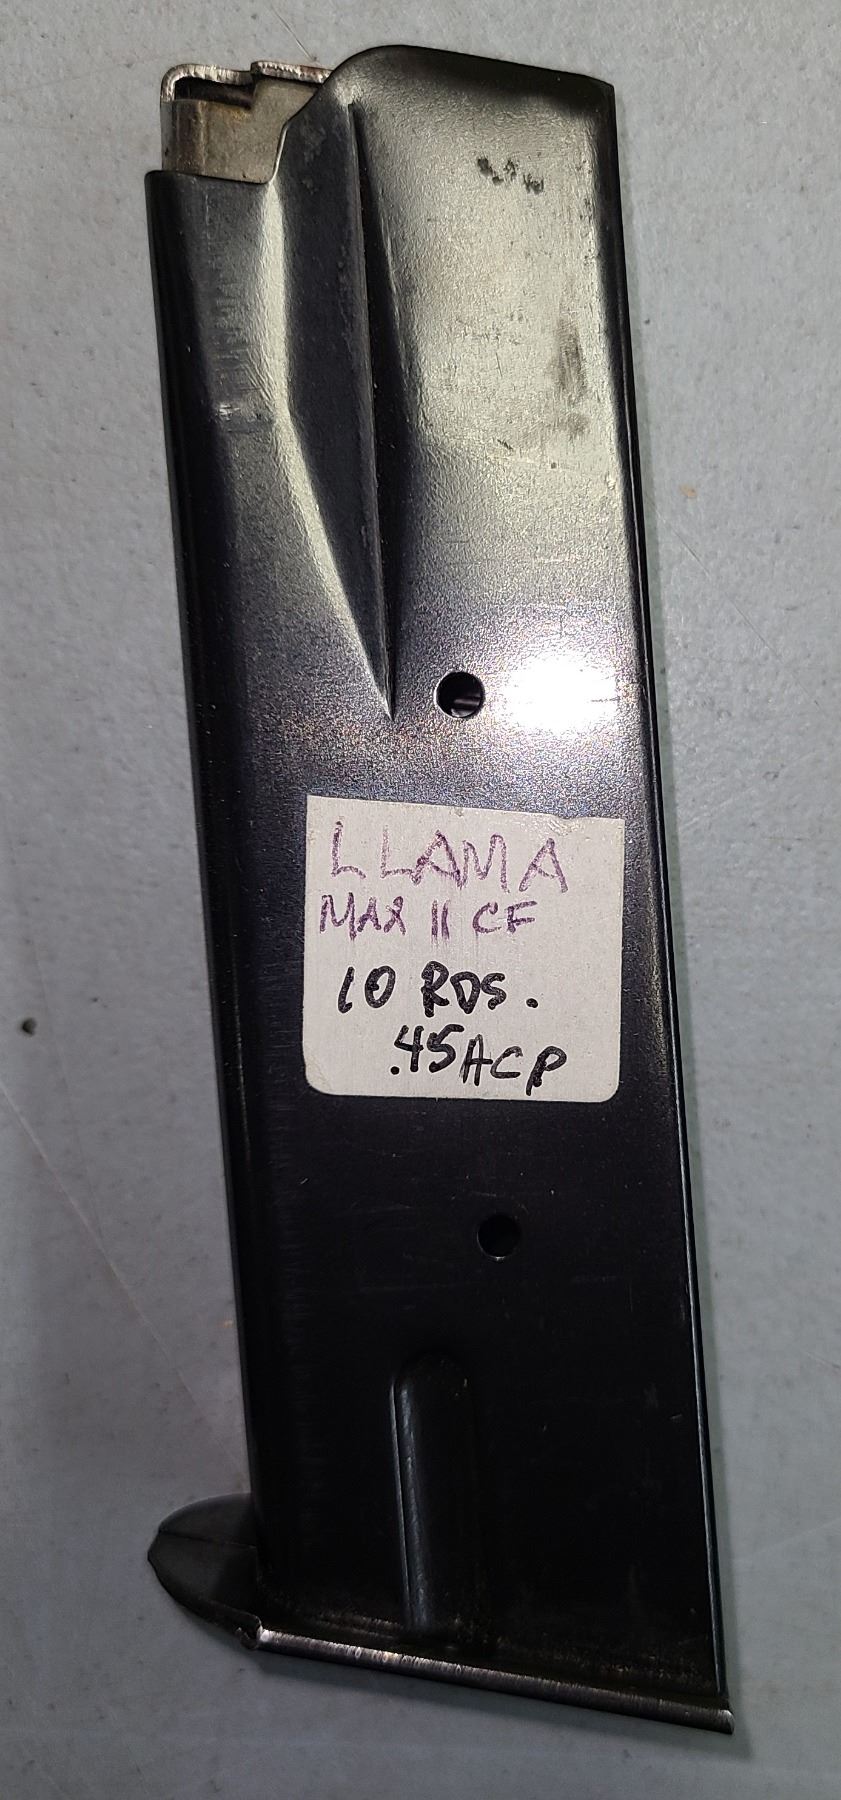 LLAMA
MAX II CF
10 RDS.
.45ACP